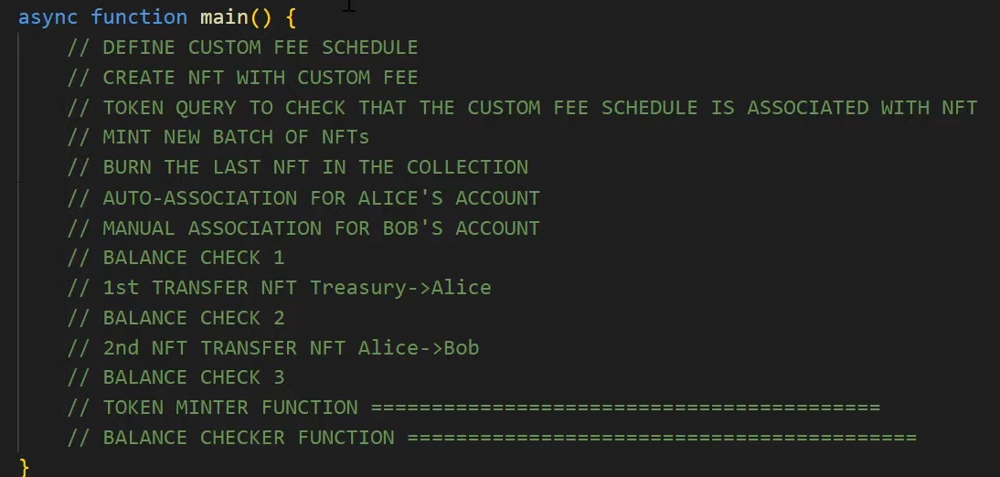 async function main() {
// DEFINE CUSTOM FEE SCHEDULE
// CREATE NFT WITH CUSTOM FEE
// TOKEN QUERY TO CHECK THAT THE CUSTOM FEE SCHEDULE IS ASSOCIATED WITH NFT
// MINT NEW BATCH OF NFTs
// BURN THE LAST NFT IN THE COLLECTION
// AUTO-ASSOCIATION FOR ALICE'S ACCOUNT
// MANUAL ASSOCIATION FOR BOB'S ACCOUNT
// BALANCE CHECK 1
// 1st TRANSFER NFT Treasury->Alice
// BALANCE CHECK 2
// 2nd NFT TRANSFER NFT Alice->Bob
// BALANCE CHECK 3
// TOKEN MINTER FUNCTION ==========================================
// BALANCE CHECKER FUNCTION ==========================================
}